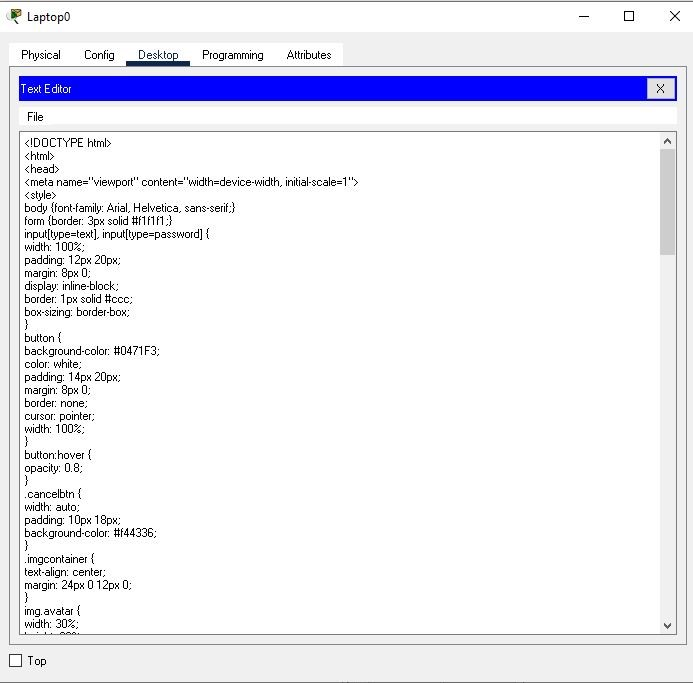 Laptop0
Physical Config Desktop Programming Attributes
Text Editor X
File
<!DOCTYPE html>
<html>
<head>
<meta name="viewport" content="width=device-width, initial-scale=1">
<style>
body {font-family: Arial, Helvetica, sans-serif;}
form {border: 3px solid #f1f1f1;}
input[type=text], input[type=password] {
width: 100%;
padding: 12px 20px;
margin: 8px 0;
display: inline-block;
border: 1px solid #ccc;
box-sizing: border-box;
}
button {
background-color: #0471F3;
color: white;
padding: 14px 20px;
margin: 8px 0;
border: none;
cursor: pointer;
width: 100%;
}
button:hover {
opacity: 0.8;
}
.cancelbtn {
width: auto;
padding: 10px 18px;
background-color: #f44336;
}
.imgcontainer {
text-align: center;
margin: 24px 0 12px 0;
}
img.avatar {
width: 30%;
Top